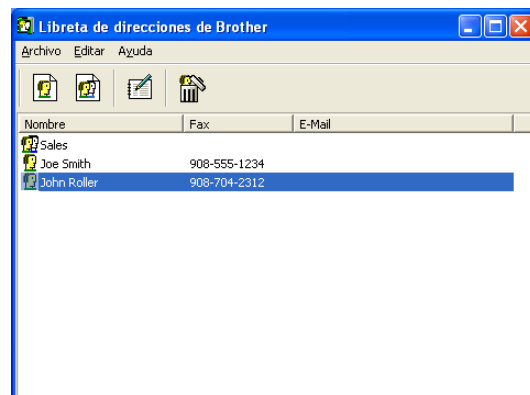 Libreta de direcciones de Brother
Archivo Editar Ayuda
Nombre Fax E-Mail
Sales
Joe Smith 908-555-1234
John Roller 908-704-2312